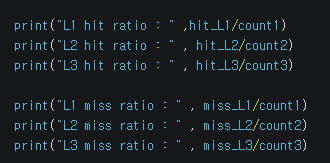 print("L1 hit ratio : " ,hit_L1/count1)
print("L2 hit ratio : " , hit_L2/count2)
print("L3 hit ratio : " , hit_L3/count3)
print("L1 miss ratio : " , miss_L1/count1)
print("L2 miss ratio : " , miss_L2/count2)
print("L3 miss ratio : " , miss_L3/count3)